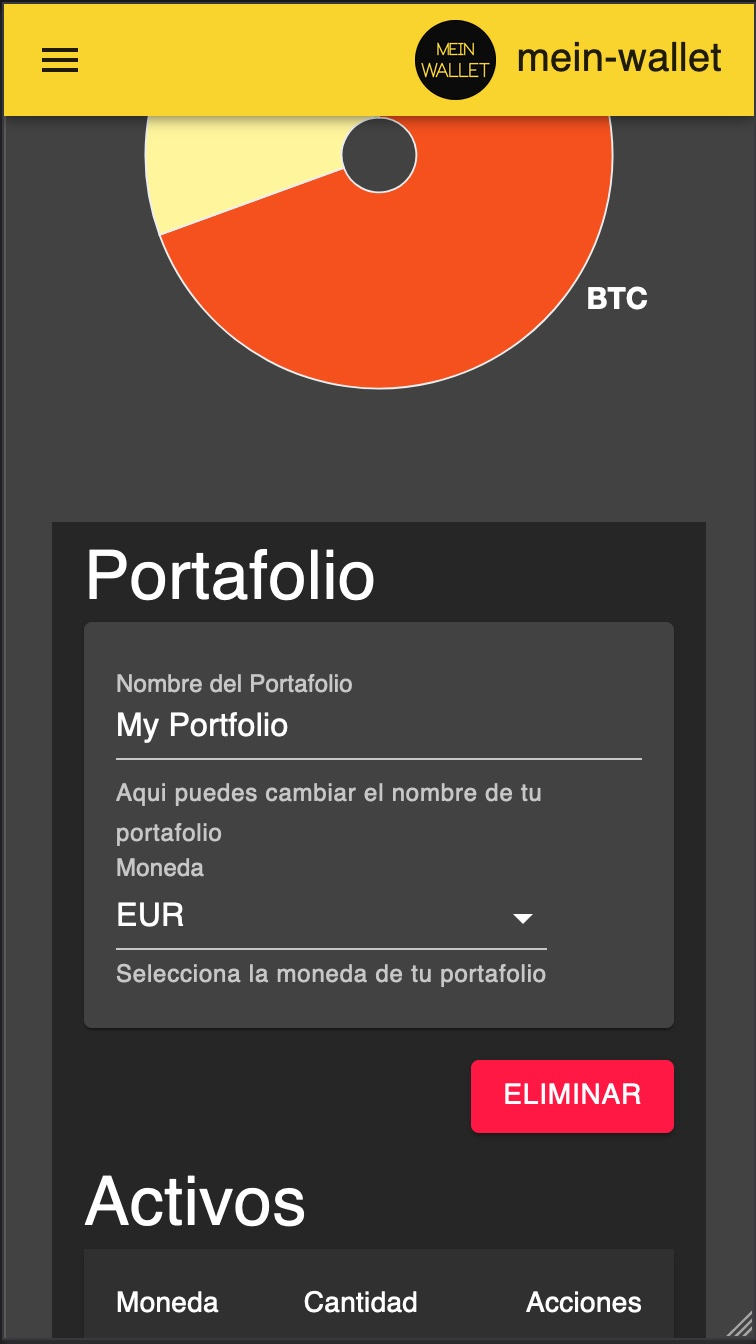 MEIN
WALLET
mein-wallet
BTC
Portafolio
Nombre del Portafolio
My Portfolio
Aqui puedes cambiar el nombre de tu
portafolio
Moneda
EUR
Selecciona la moneda de tu portafolio
ELIMINAR
Activos
Moneda Cantidad Acciones